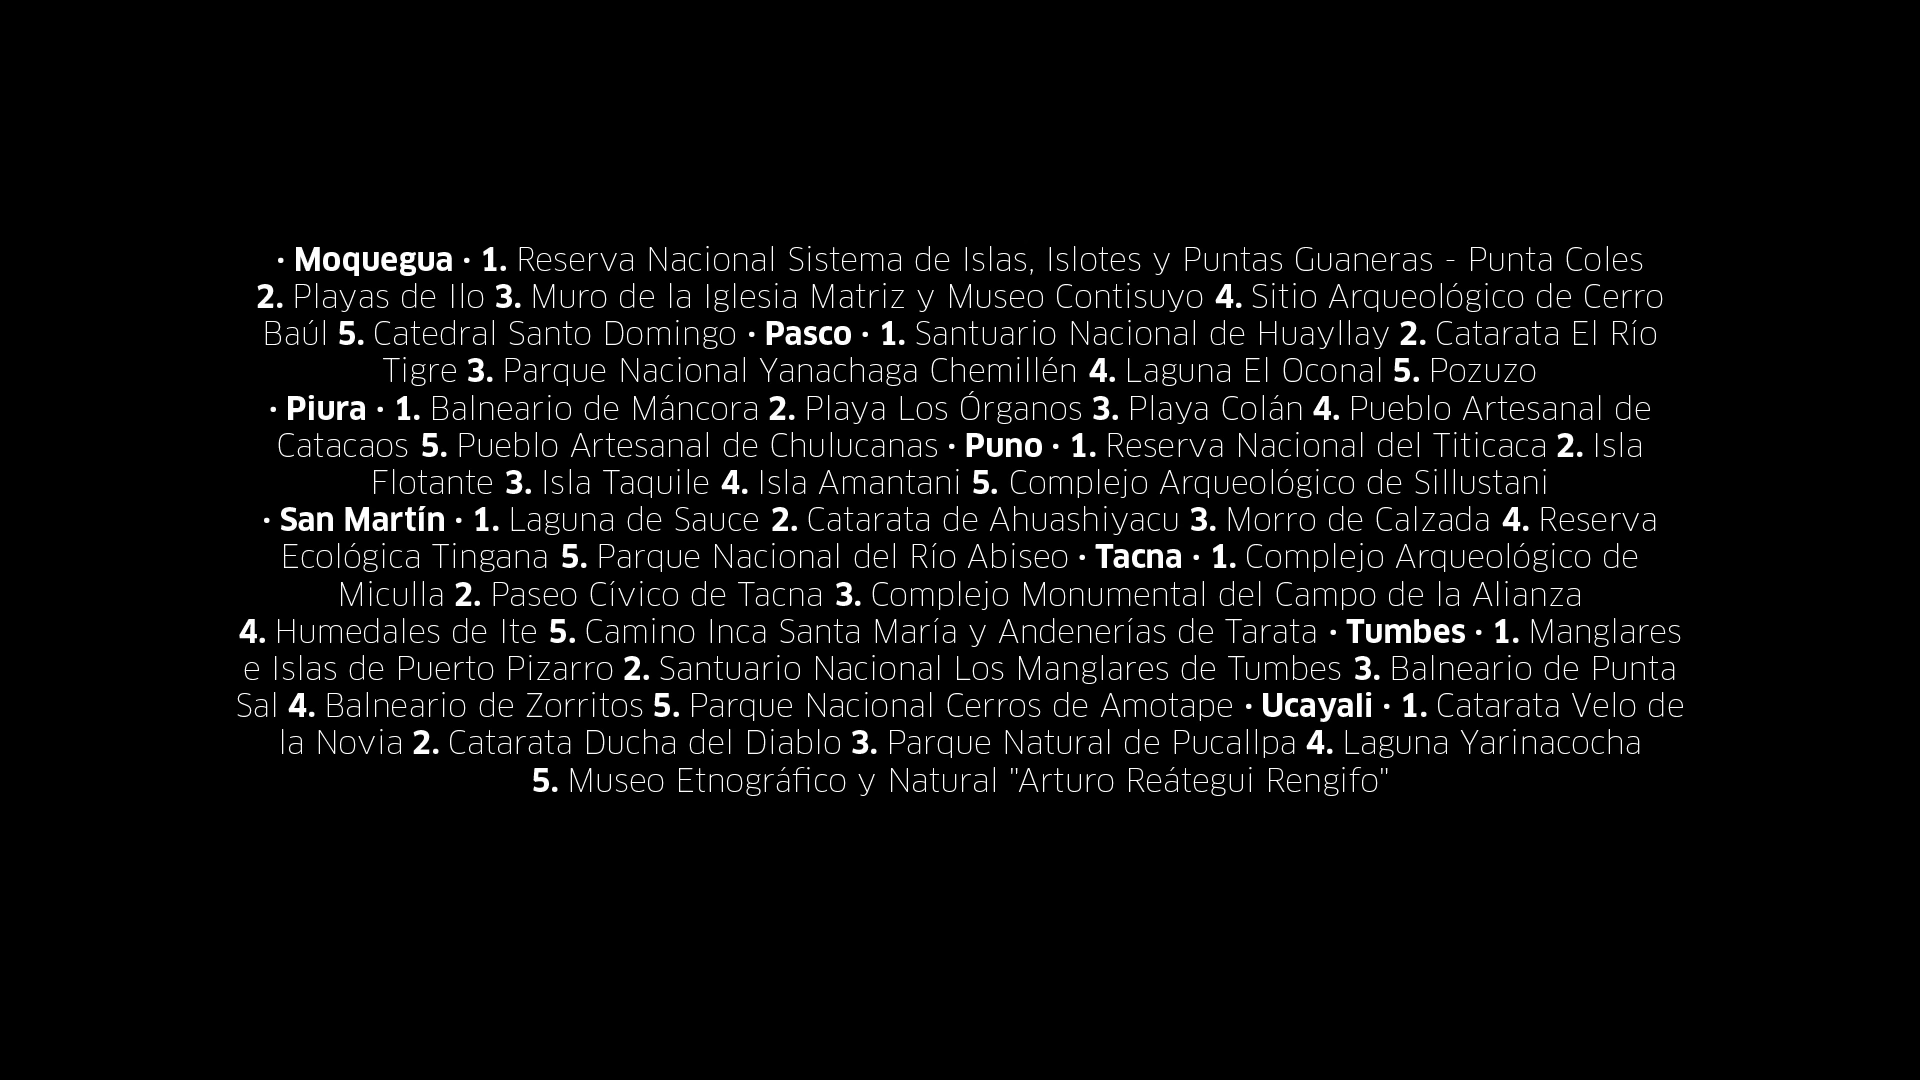 · Moquegua · 1. Reserva Nacional Sistema de Islas, Islotes y Puntas Guaneras - Punta Coles
2. Playas de Ilo 3. Muro de la Iglesia Matriz y Museo Contisuyo 4. Sitio Arqueológico de Cerro
Baúl 5. Catedral Santo Domingo · Pasco · 1. Santuario Nacional de Huayllay 2. Catarata El Río
Tigre 3. Parque Nacional Yanachaga Chemillén 4. Laguna El Oconal 5. Pozuzo
· Piura · 1. Balneario de Máncora 2. Playa Los Órganos 3. Playa Colán 4. Pueblo Artesanal de
Catacaos 5. Pueblo Artesanal de Chulucanas · Puno · 1. Reserva Nacional del Titicaca 2. Isla
Flotante 3. Isla Taquile 4. Isla Amantani 5. Complejo Arqueológico de Sillustani
· San Martín · 1. Laguna de Sauce 2. Catarata de Ahuashiyacu 3. Morro de Calzada 4. Reserva
Ecológica Tingana 5. Parque Nacional del Río Abiseo · Tacna · 1. Complejo Arqueológico de
Miculla 2. Paseo Cívico de Tacna 3. Complejo Monumental del Campo de la Alianza
4. Humedales de Ite 5. Camino Inca Santa María y Andenerías de Tarata · Tumbes · 1. Manglares
e Islas de Puerto Pizarro 2. Santuario Nacional Los Manglares de Tumbes 3. Balneario de Punta
Sal 4. Balneario de Zorritos 5. Parque Nacional Cerros de Amotape · Ucayali · 1. Catarata Velo de
la Novia 2. Catarata Ducha del Diablo 3. Parque Natural de Pucallpa 4. Laguna Yarinacocha
5. Museo Etnográfico y Natural "Arturo Reátegui Rengifo"